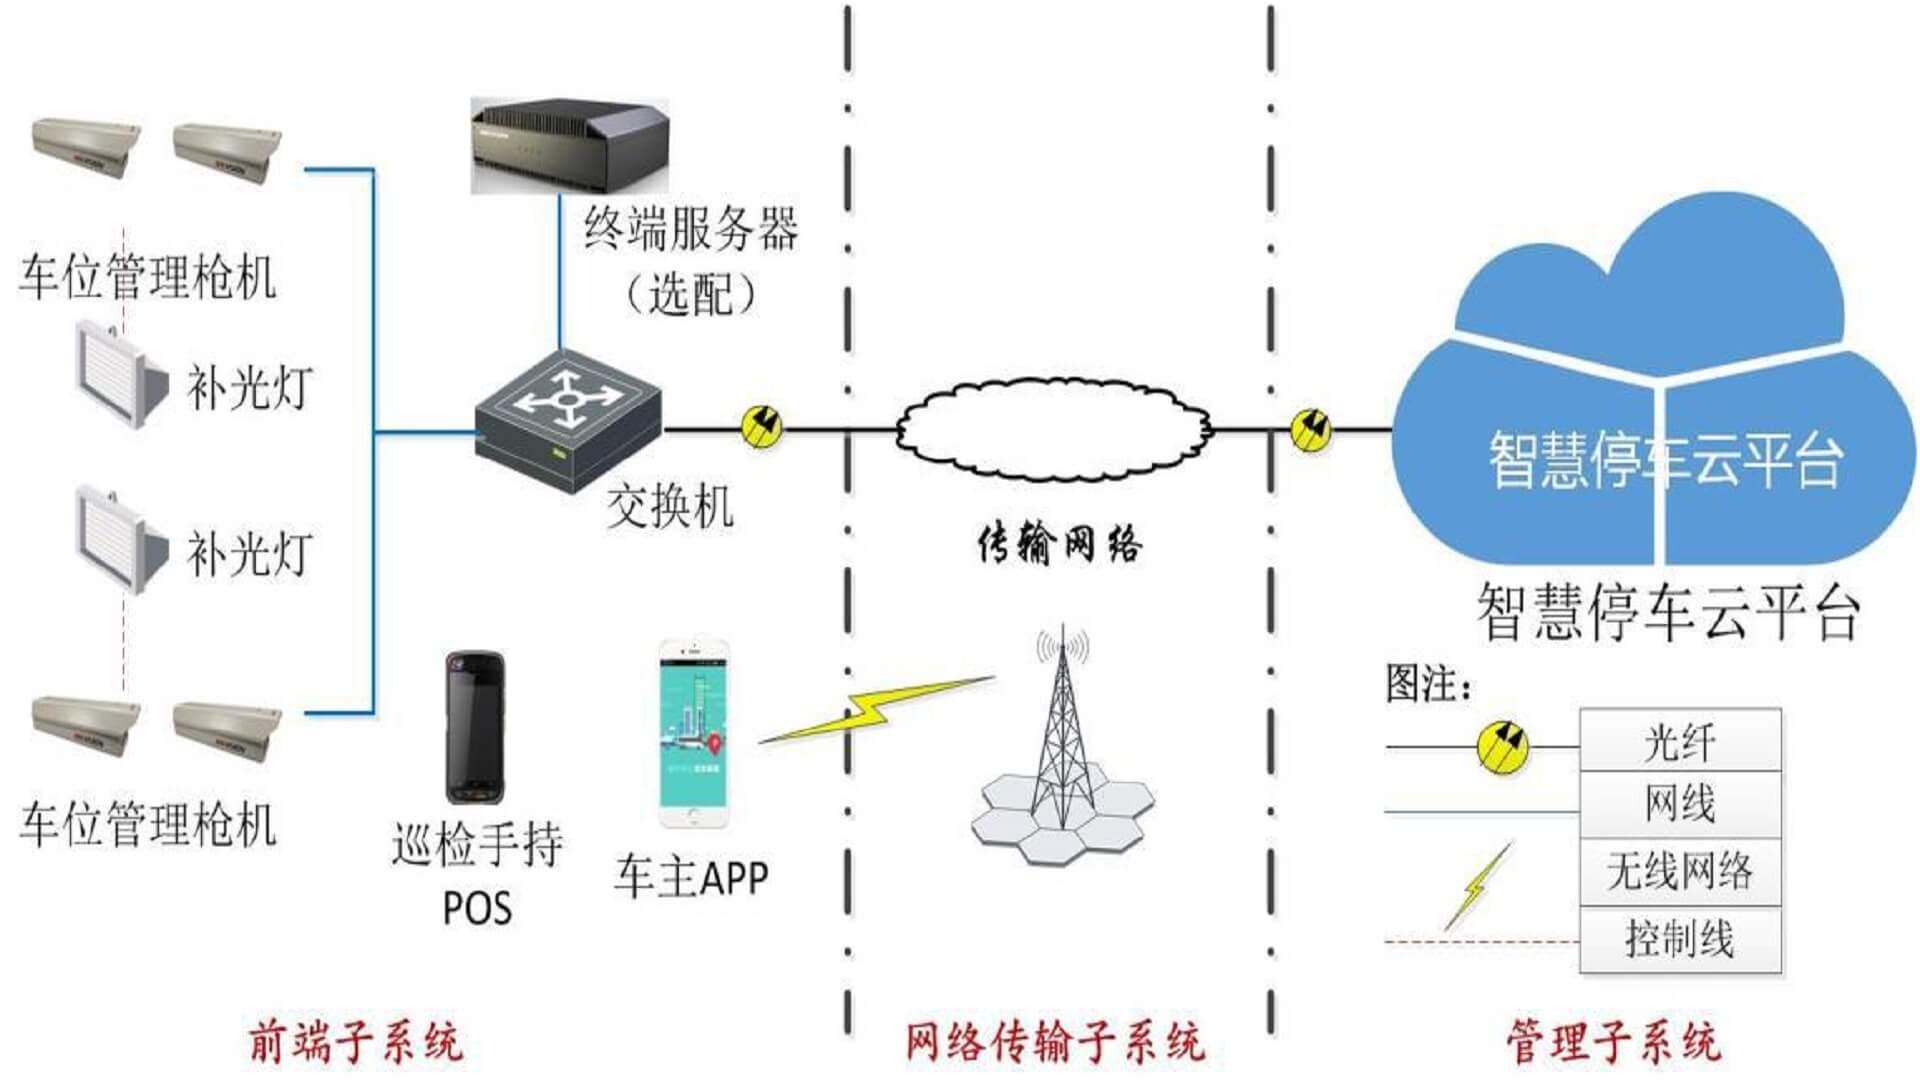 车位管理枪机
终端服务器
（选配）
补光灯
补光灯
交换机
传输网络
智慧停车云平台
智慧停车云平台
车位管理枪机
巡检手持
POS
车主APP
图注：
光纤
网线
无线网络
控制线
前端子系统
网络传输子系统
管理子系统